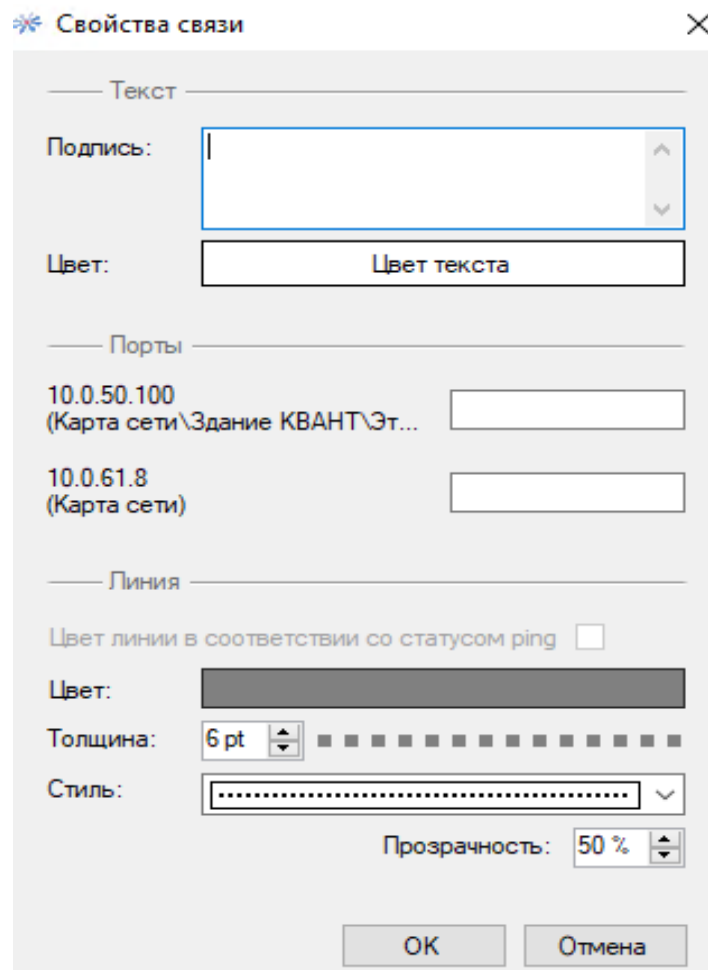 Свойства связи
Текст
Подпись:
Цвет:
Цвет текста
Порты
10.0.50.100
(Карта сети\Здание КВАНТ\Эт...
10.0.61.8
(Карта сети)
Линия
Цвет линии в соответствии со статусом ping
Цвет:
Толщина:
6 pt
Стиль:
Прозрачность:
50 %
OK
Отмена